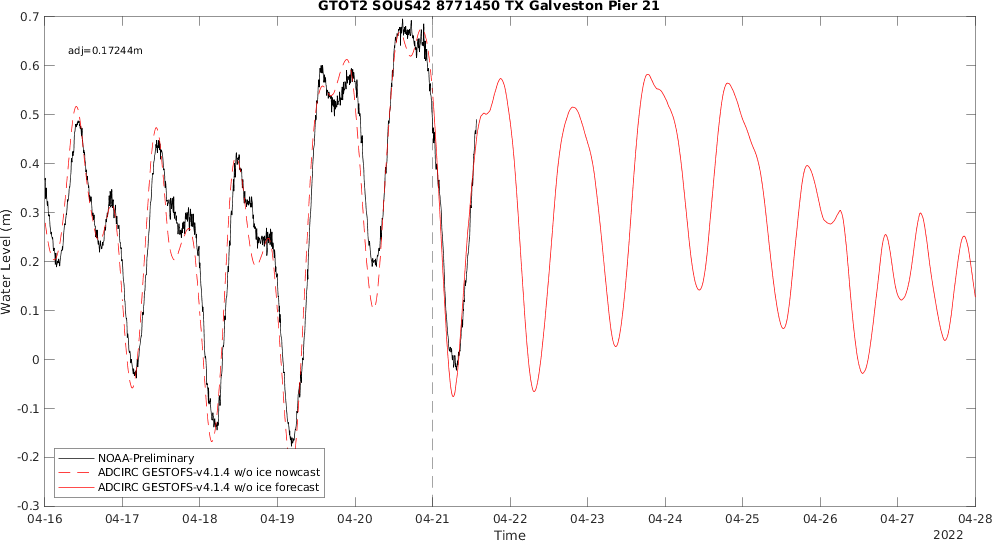 GTOT2 SOUS42 8771450 TX Galveston Pier 21
adj=0.17244m
0.7
0.6
0.5
0.4
0.3
0.2
0.1
0
-0.1
-0.2
-0.3
Water Level (m)
NOAA-Preliminary
ADCIRC GESTOFS-v4.1.4 w/o ice nowcast
ADCIRC GESTOFS-v4.1.4 w/o ice forecast
04-16 04-17 04-18 04-19 04-20 04-21 04-22 04-23 04-24 04-25 04-26 04-27 04-28
Time
2022